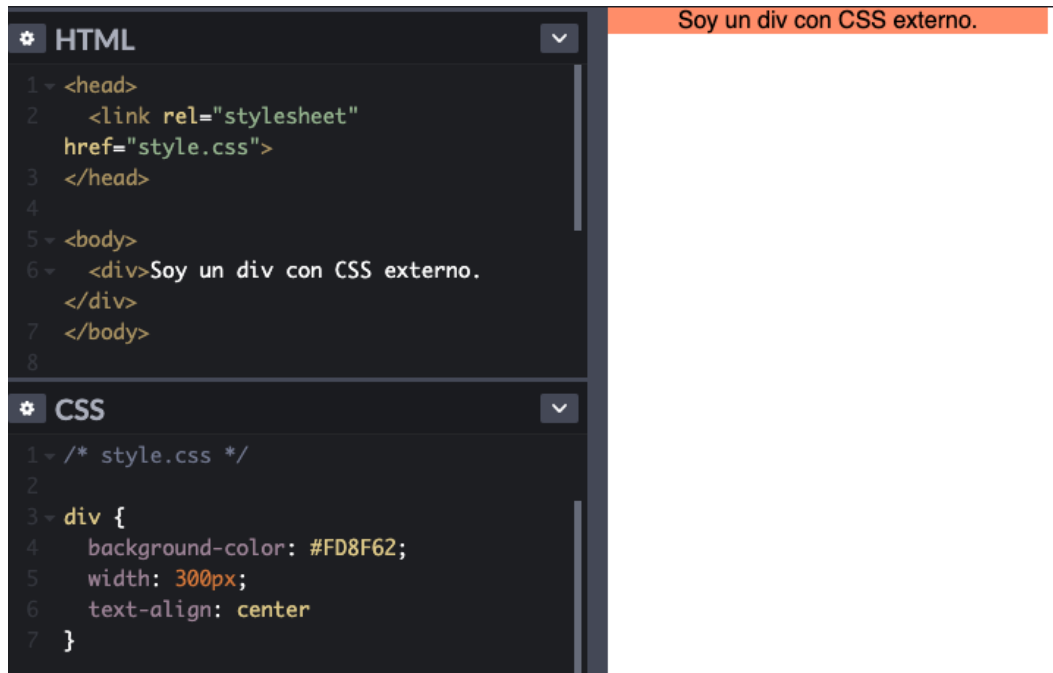 HTML
1 <head>
2 <link rel="stylesheet"
href="style.css">
3 </head>
4
5 <body>
6 <div>Soy un div con CSS externo.
</div>
7 </body>
8
CSS
1 /* style.css */
2
3 div {
4 background-color: #FD8F62;
5 width: 300px;
6 text-align: center
7 }
Soy un div con CSS externo.